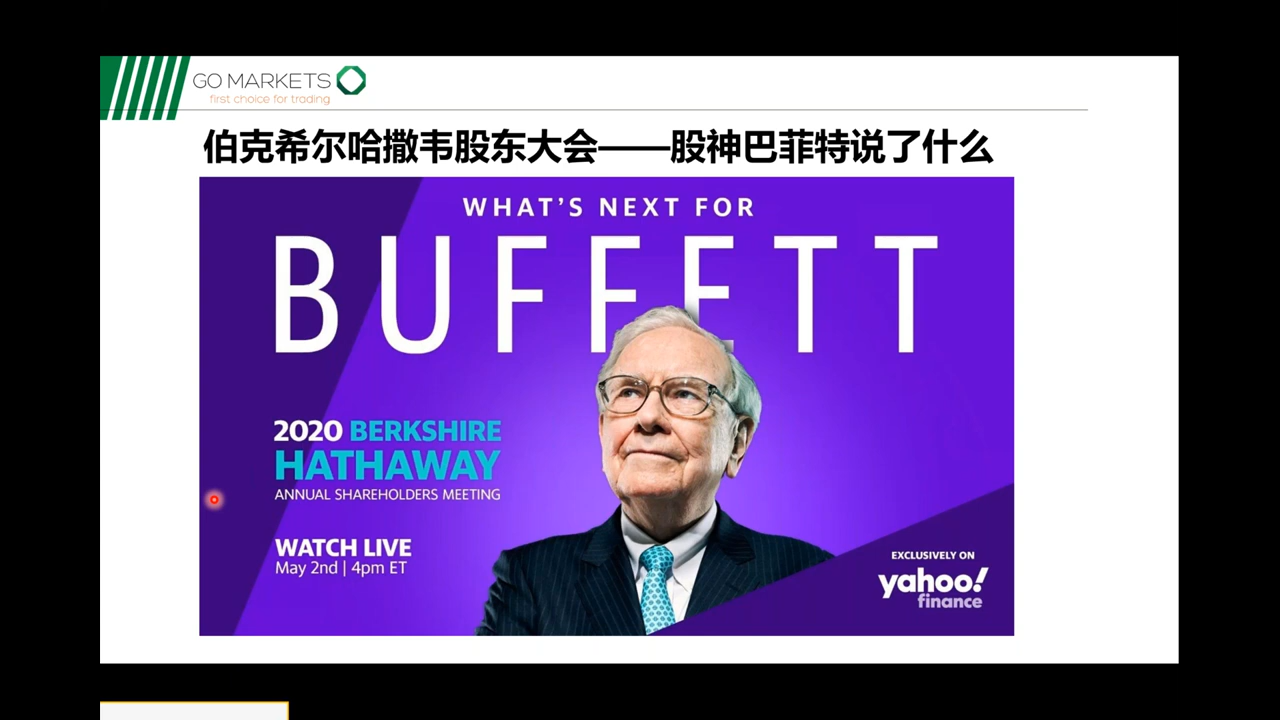 GO MARKETS
first choice for trading
伯克希尔哈撒韦股东大会——股神巴菲特说了什么
WHAT'S NEXT FOR
BUFFETT
2020 BERKSHIRE
HATHAWAY
ANNUAL SHAREHOLDERS MEETING
WATCH LIVE
May 2nd | 4pm ET
EXCLUSIVELY ON
yahoo!
finance